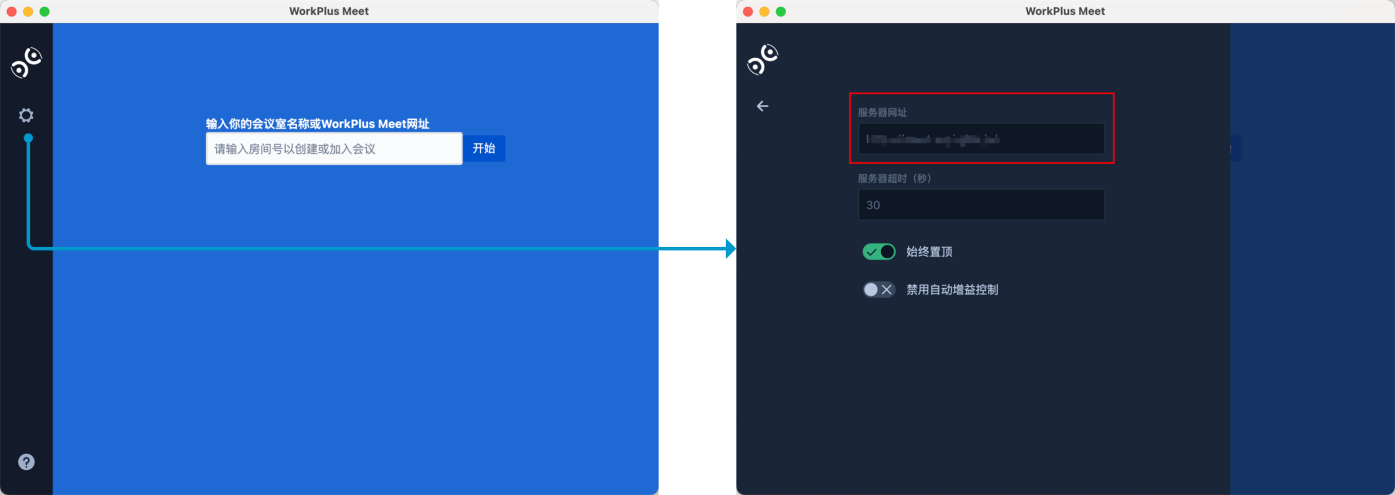 WorkPlus Meet
输入你的会议室名称或WorkPlus Meet网址
请输入房间号以创建或加入会议
开始
WorkPlus Meet
服务器网址
服务器超时（秒）
30
始终置顶
禁用自动增益控制